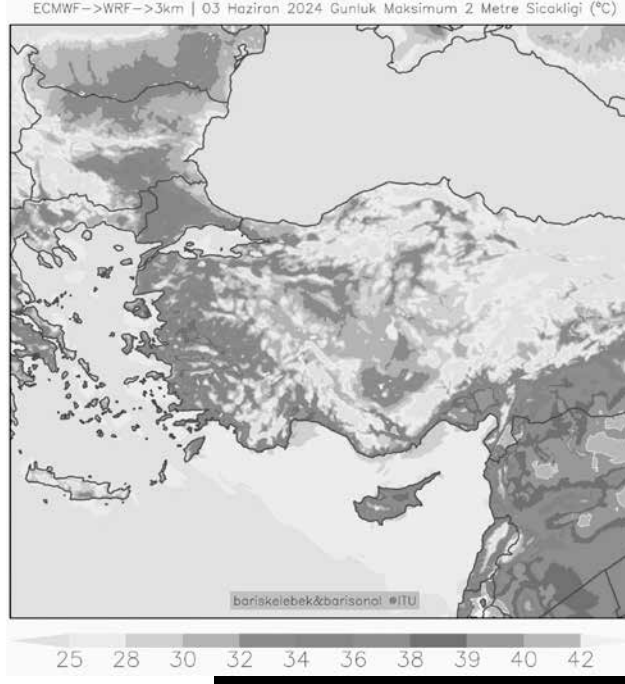 ECMWF->WRF->3km | 03 Haziran 2024 Gunluk Maksimum 2 Metre Sicakligi (°C)
bariskelebek&barisonol @ITU
25 28 30 32 34 36 38 39 40 42